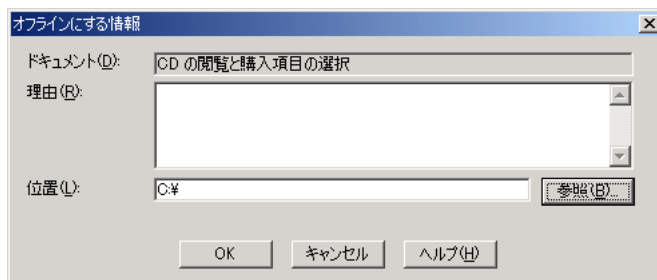 オフラインにする情報
ドキュメント(D): CD の閲覧と購入項目の選択
理由(R):
位置(L): C:¥ 参照(B)...
OK キャンセル ヘルプ(H)